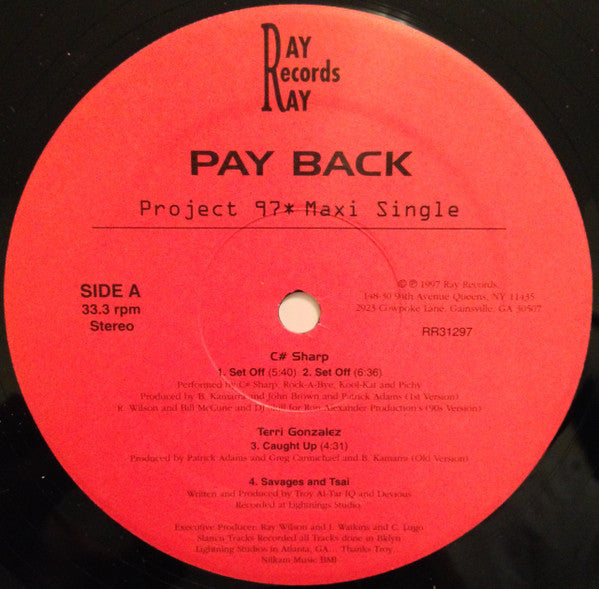 RAY
Records
RAY
PAY BACK
Project 97* Maxi Single
SIDE A
33.3 rpm
Stereo
© ℗ 1997 Ray Records.
148-30 99th Avenue Queens, NY 11435
2923 Cowpoke Lane. Gainsville. GA 30507
RR31297
C# Sharp
1. Set Off (5:40) 2. Set Off (6:36)
Performed by C# Sharp, Rock-A-Bye, Kool-Kat and Pichy
Produced by B. Kamarra and John Brown and Patrick Adams (1st Version)
R. Wilson and Bill McCune and for Ron Alexander Production's (90s Version)
Terri Gonzalez
3. Caught Up (4:31)
Produced by Patrick Adams and Greg Carmichael and B. Kamarra (Old Version)
4. Savages and Tsai
Written and Produced by Troy Al-Tar IQ and Devious
Recorded at Lightnings Studio.
Executive Producer: Ray Wilson and J. Watkins and C. Lugo
Tracks Recorded all Tracks done in Bklyn
Lightning Studios in Atlanta, GA... Thanks Troy.
Nilkam Music BMI